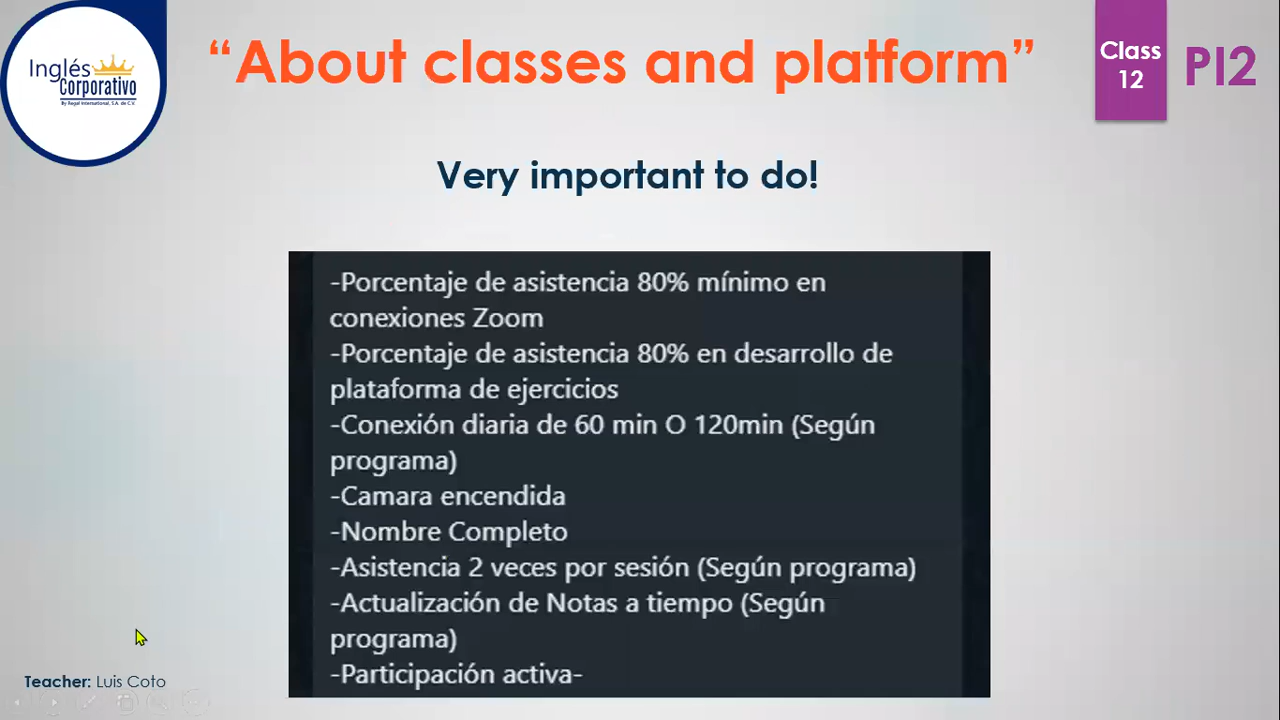 Inglés
Corporativo
By Regal International, S.A. de C.V.
“About classes and platform”
Class
12
PI2
Very important to do!
-Porcentaje de asistencia 80% mínimo en
conexiones Zoom
-Porcentaje de asistencia 80% en desarrollo de
plataforma de ejercicios
-Conexión diaria de 60 min O 120min (Según
programa)
-Camara encendida
-Nombre Completo
-Asistencia 2 veces por sesión (Según programa)
-Actualización de Notas a tiempo (Según
programa)
-Participación activa-
Teacher: Luis Coto